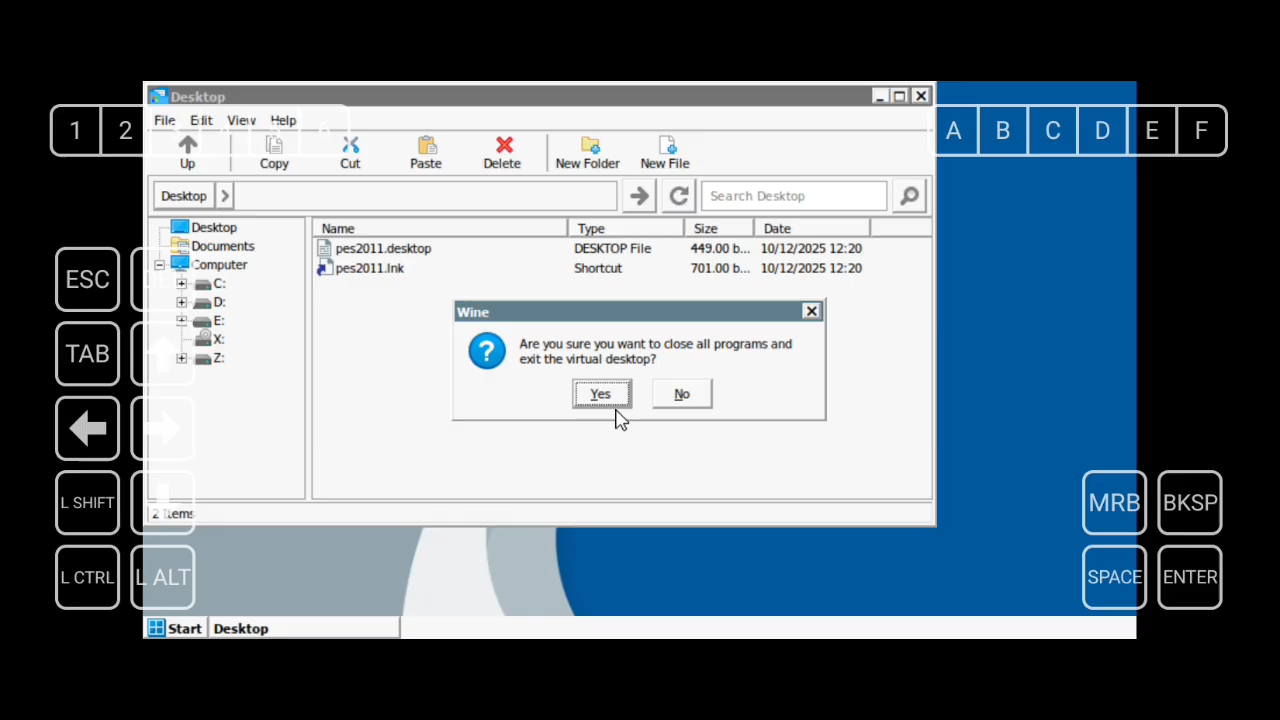 Desktop
File Edit View Help
1 2
Up Copy Cut Paste Delete New Folder New File
A B C D E F
Desktop Search Desktop
Name Type Size Date
Desktop
Documents
Computer
C:
D:
E:
X:
Z:
pes2011.desktop DESKTOP File 449.00 b... 10/12/2025 12:20
pes2011.lnk Shortcut 701.00 b... 10/12/2025 12:20
Wine
Are you sure you want to close all programs and
exit the virtual desktop?
Yes No
ESC
TAB
L SHIFT
L CTRL L ALT
MRB BKSP
SPACE ENTER
2 Items
Start Desktop